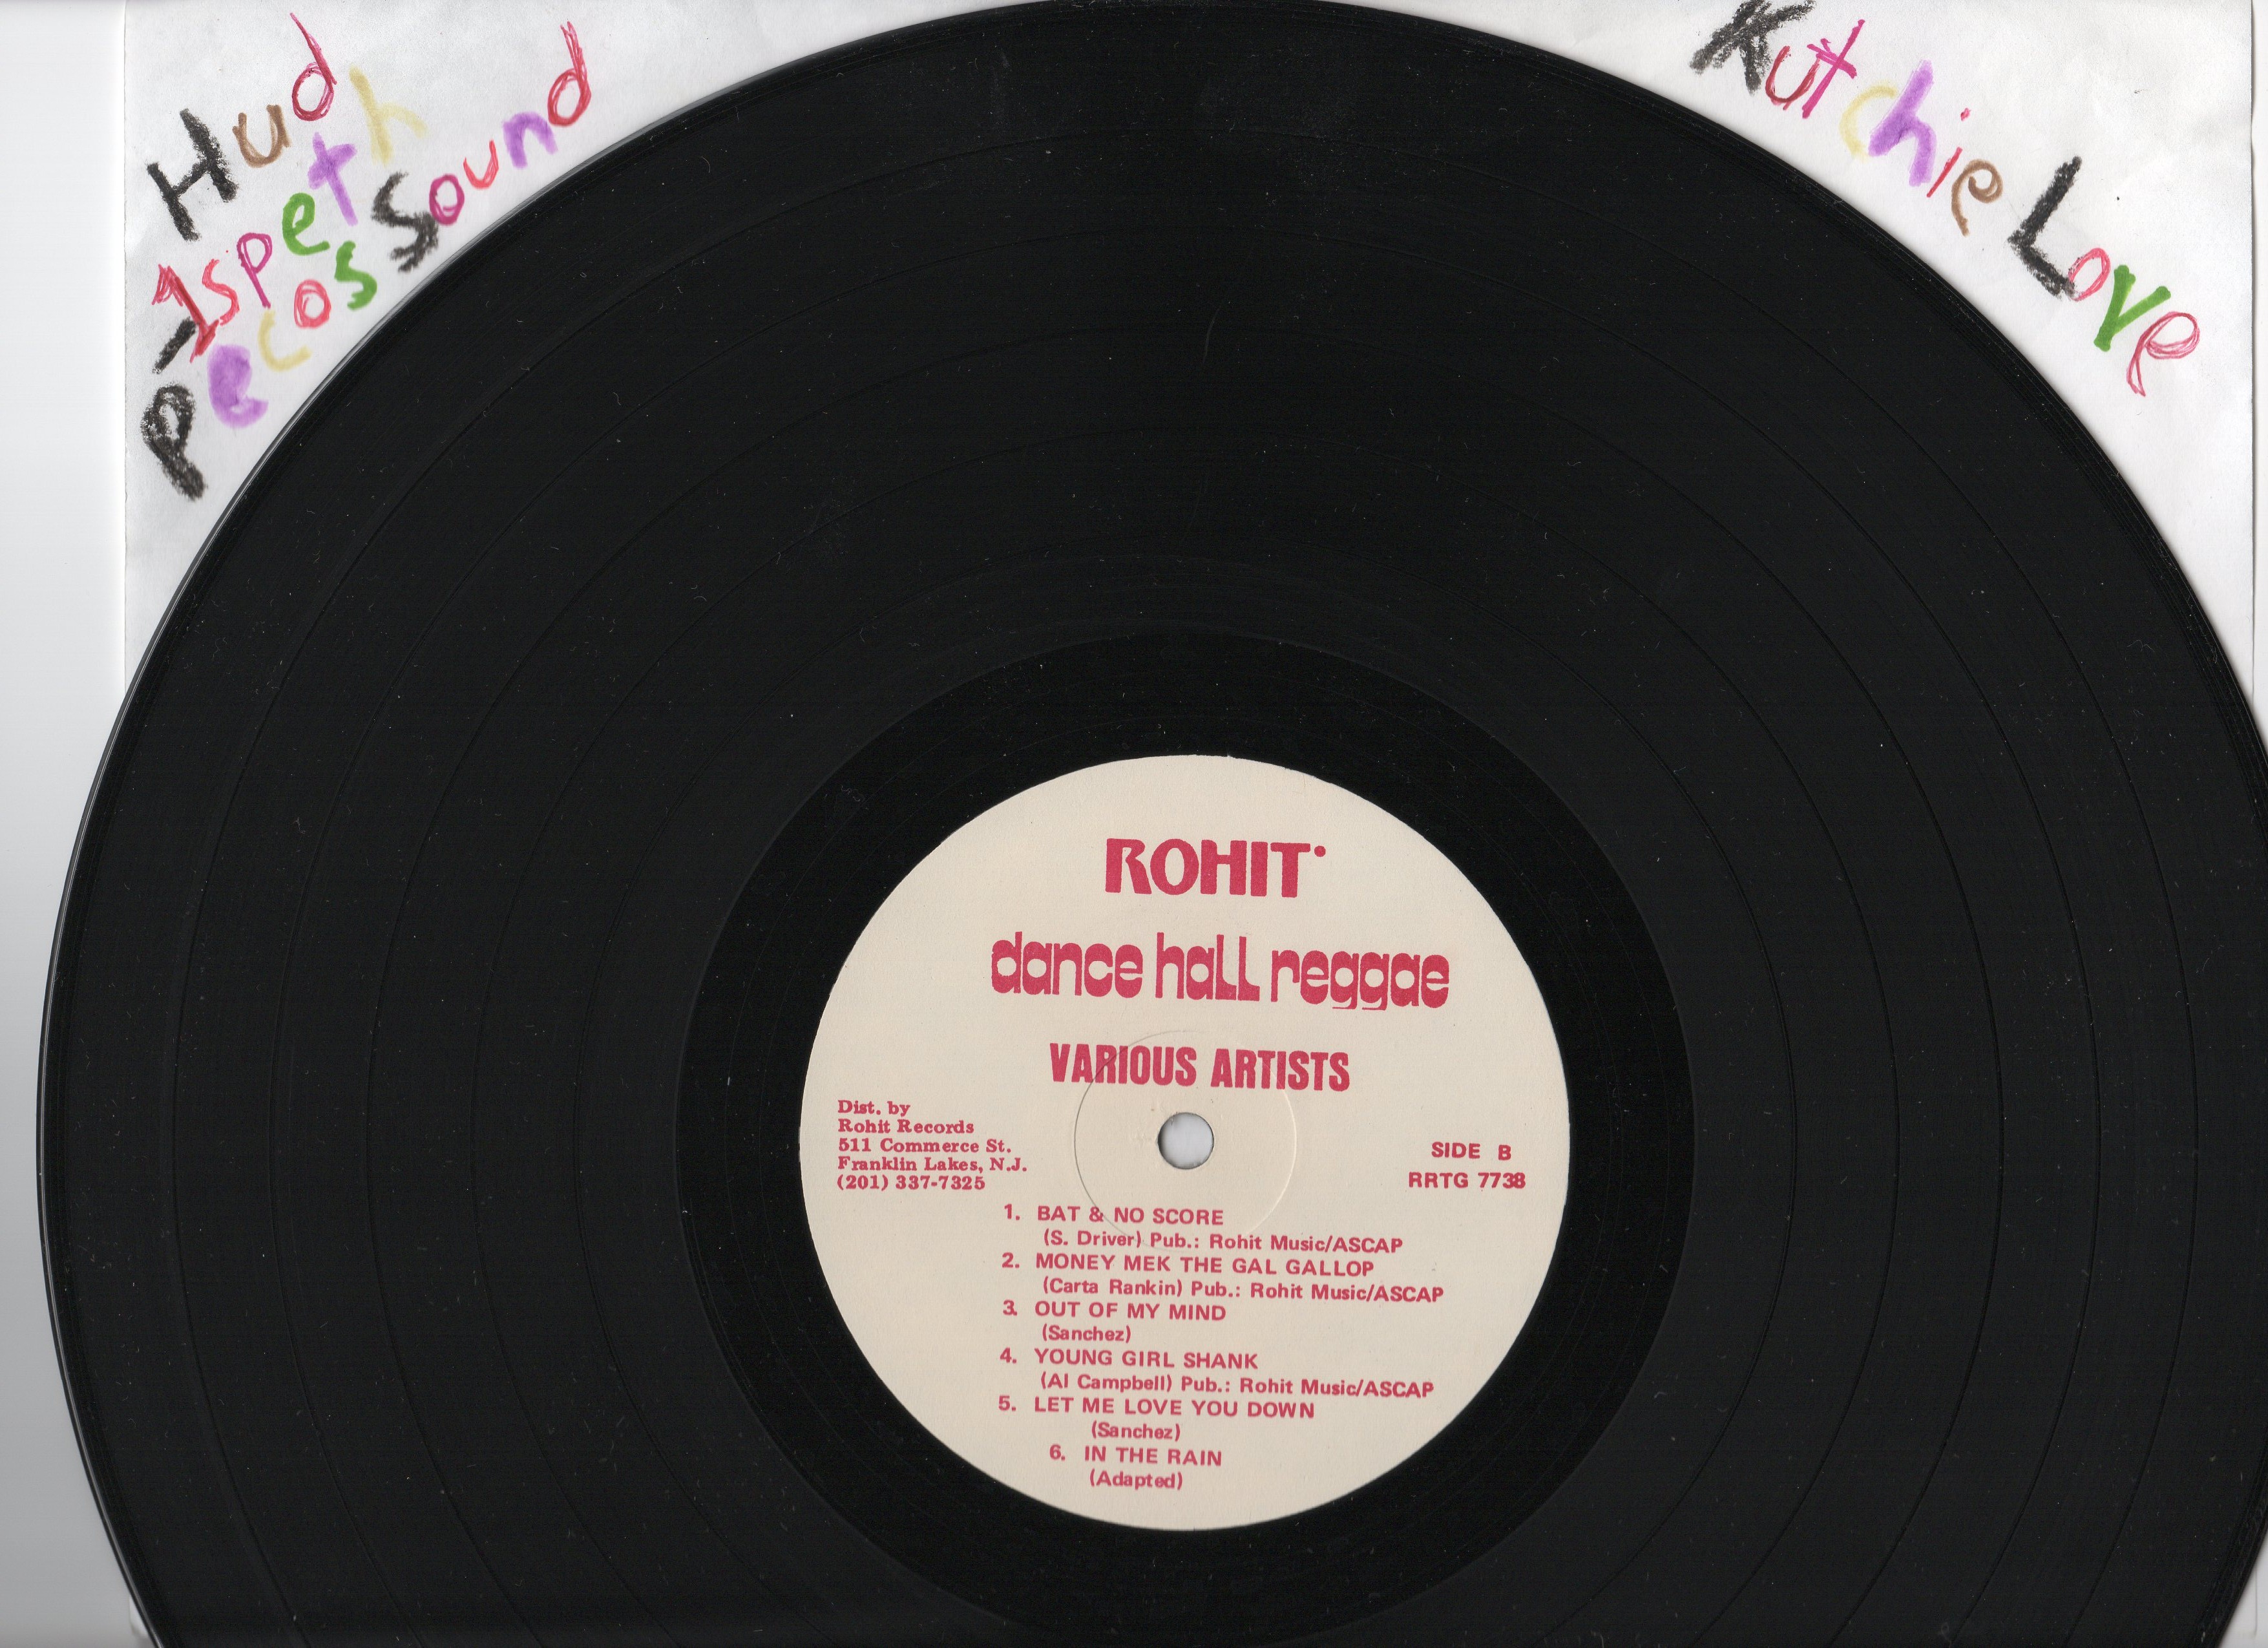 Hud
-1speth
Pecos Sound
Kutchie Love
ROHIT
dance hall reggae
VARIOUS ARTISTS
Dist. by
Rohit Records
511 Commerce St.
Franklin Lakes, N.J.
(201) 337-7325
SIDE B
RRTG 7738
1. BAT & NO SCORE
(S. Driver) Pub.: Rohit Music/ASCAP
2. MONEY MEK THE GAL GALLOP
(Carta Rankin) Pub.: Rohit Music/ASCAP
3. OUT OF MY MIND
(Sanchez)
4. YOUNG GIRL SHANK
(Al Campbell) Pub.: Rohit Music/ASCAP
5. LET ME LOVE YOU DOWN
(Sanchez)
6. IN THE RAIN
(Adapted)